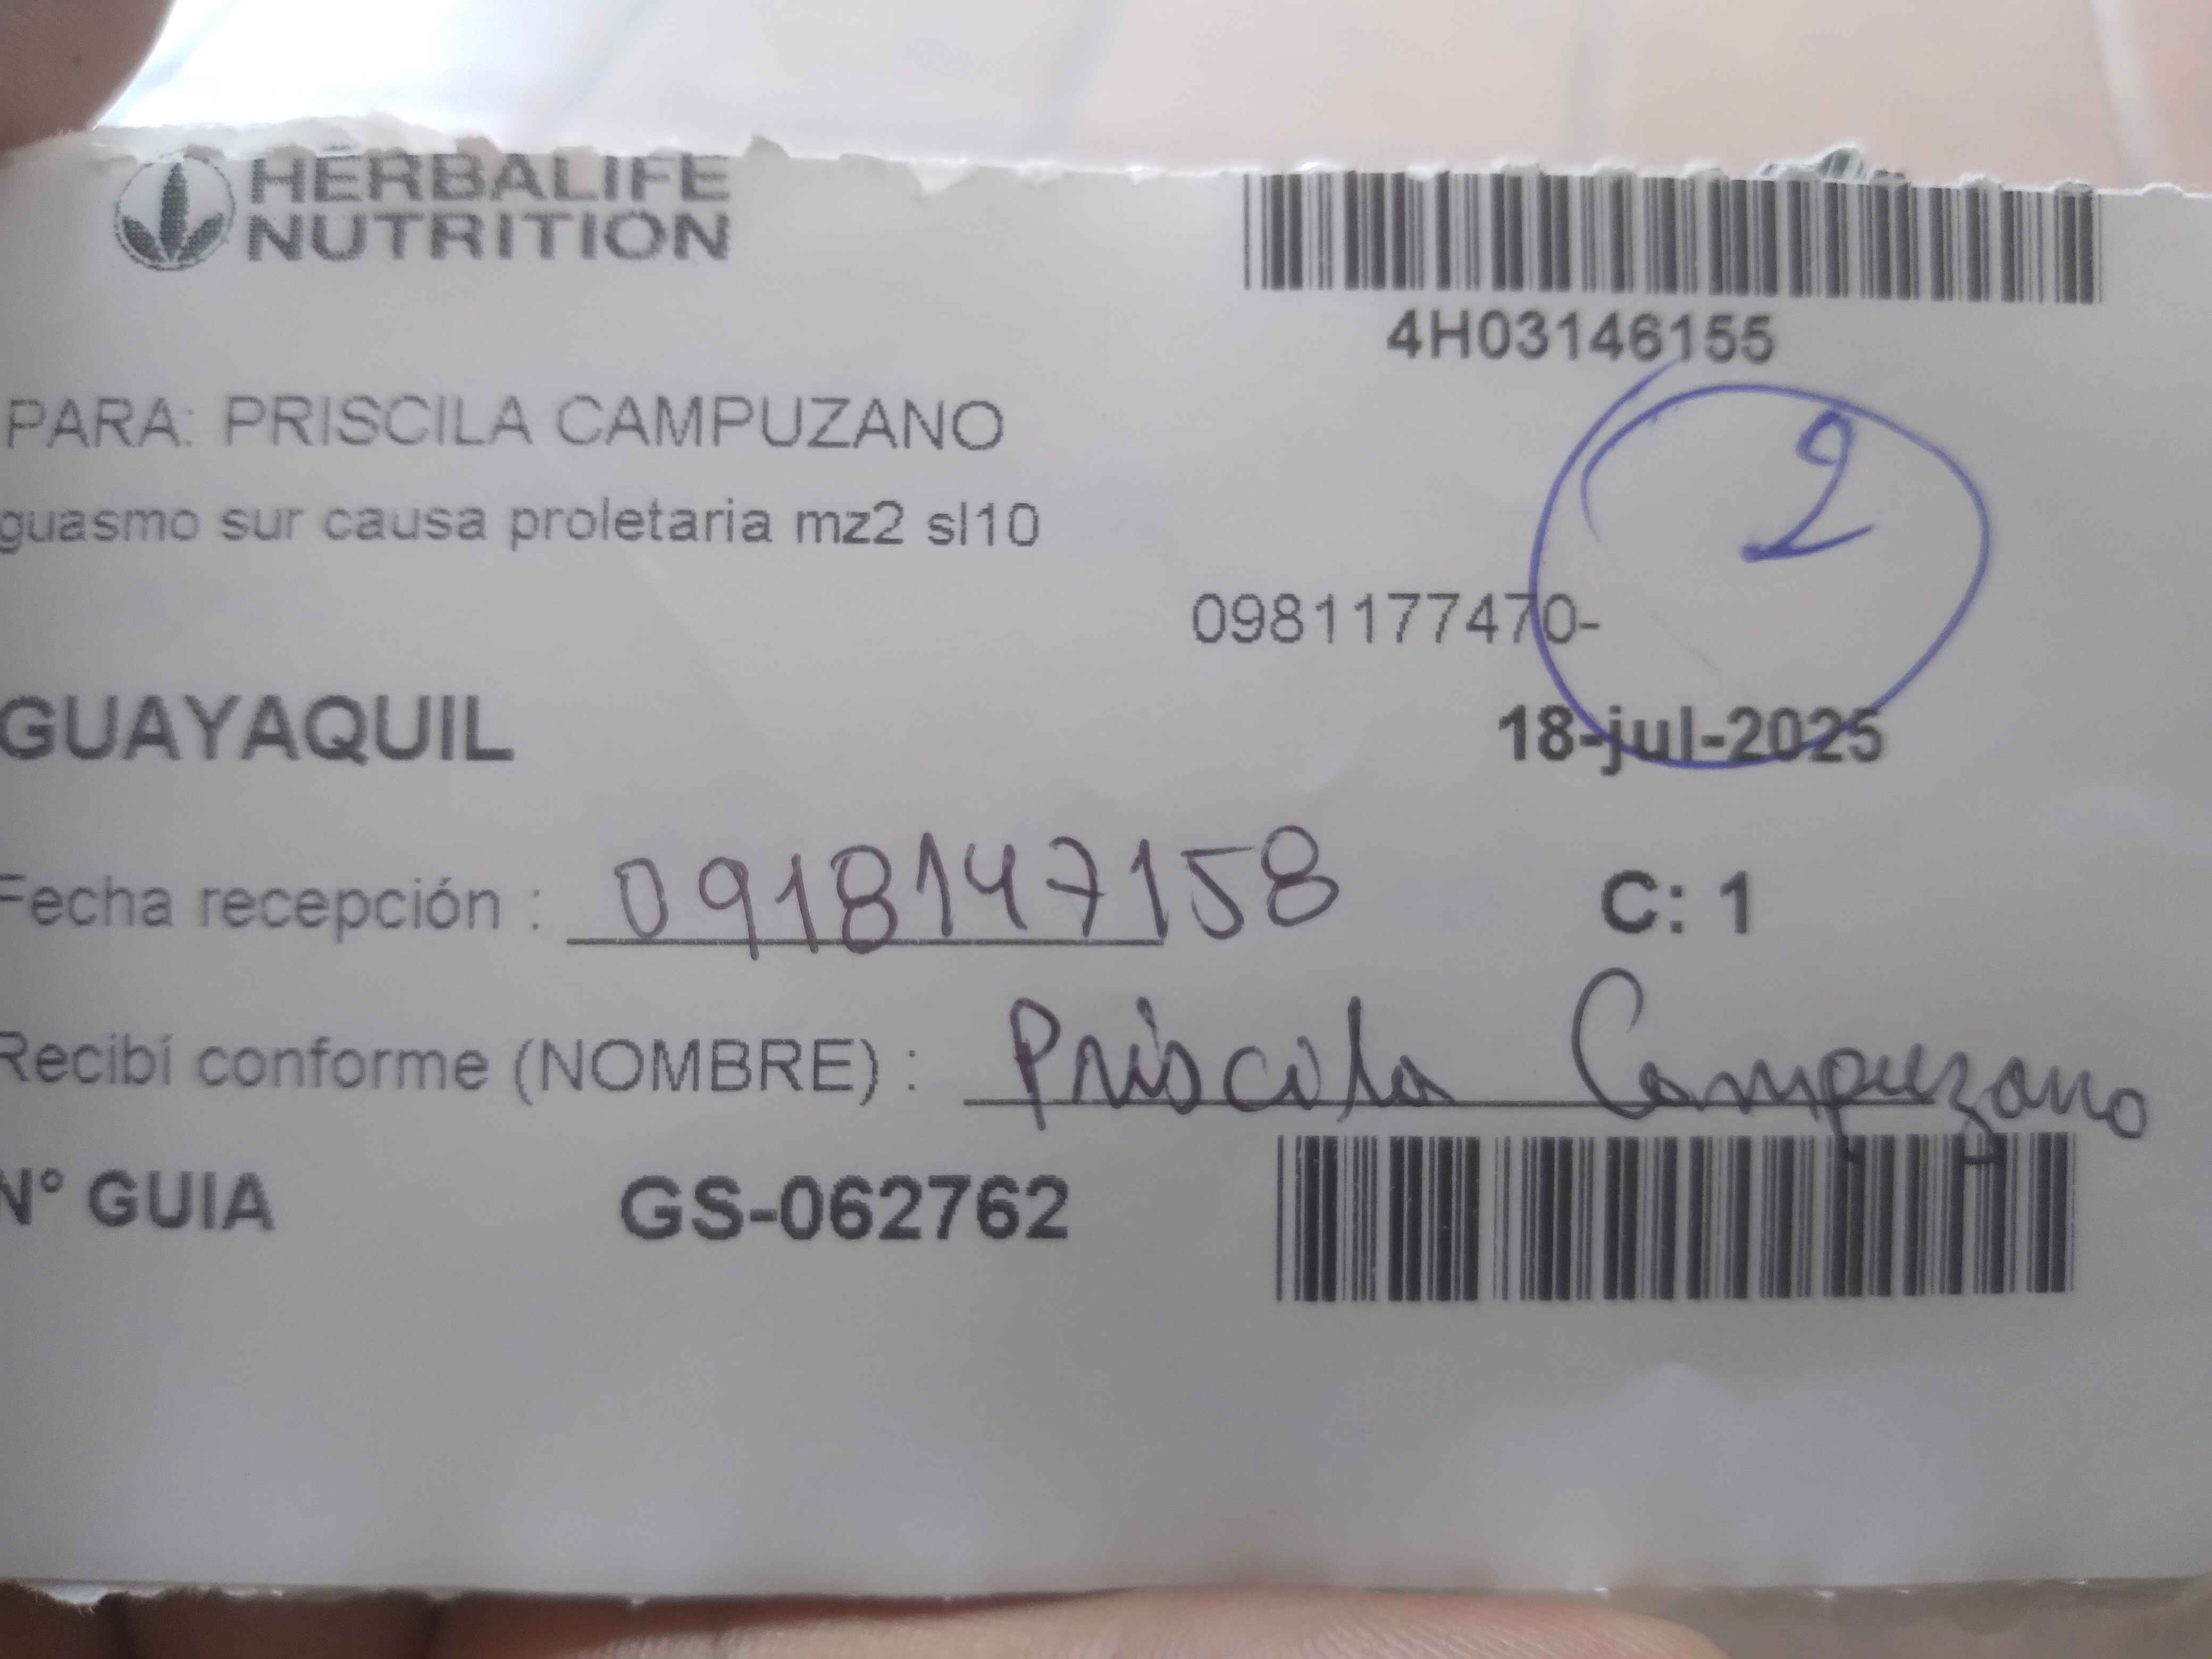 HERBALIFE
NUTRITION
4H03146155
PARA: PRISCILA CAMPUZANO
2
guasmo sur causa proletaria mz2 sl10
0981177470-
GUAYAQUIL
18-jul-2025
Fecha recepción : 0918147158
C: 1
Recibí conforme (NOMBRE) : Priscila Campuzano
N° GUIA GS-062762